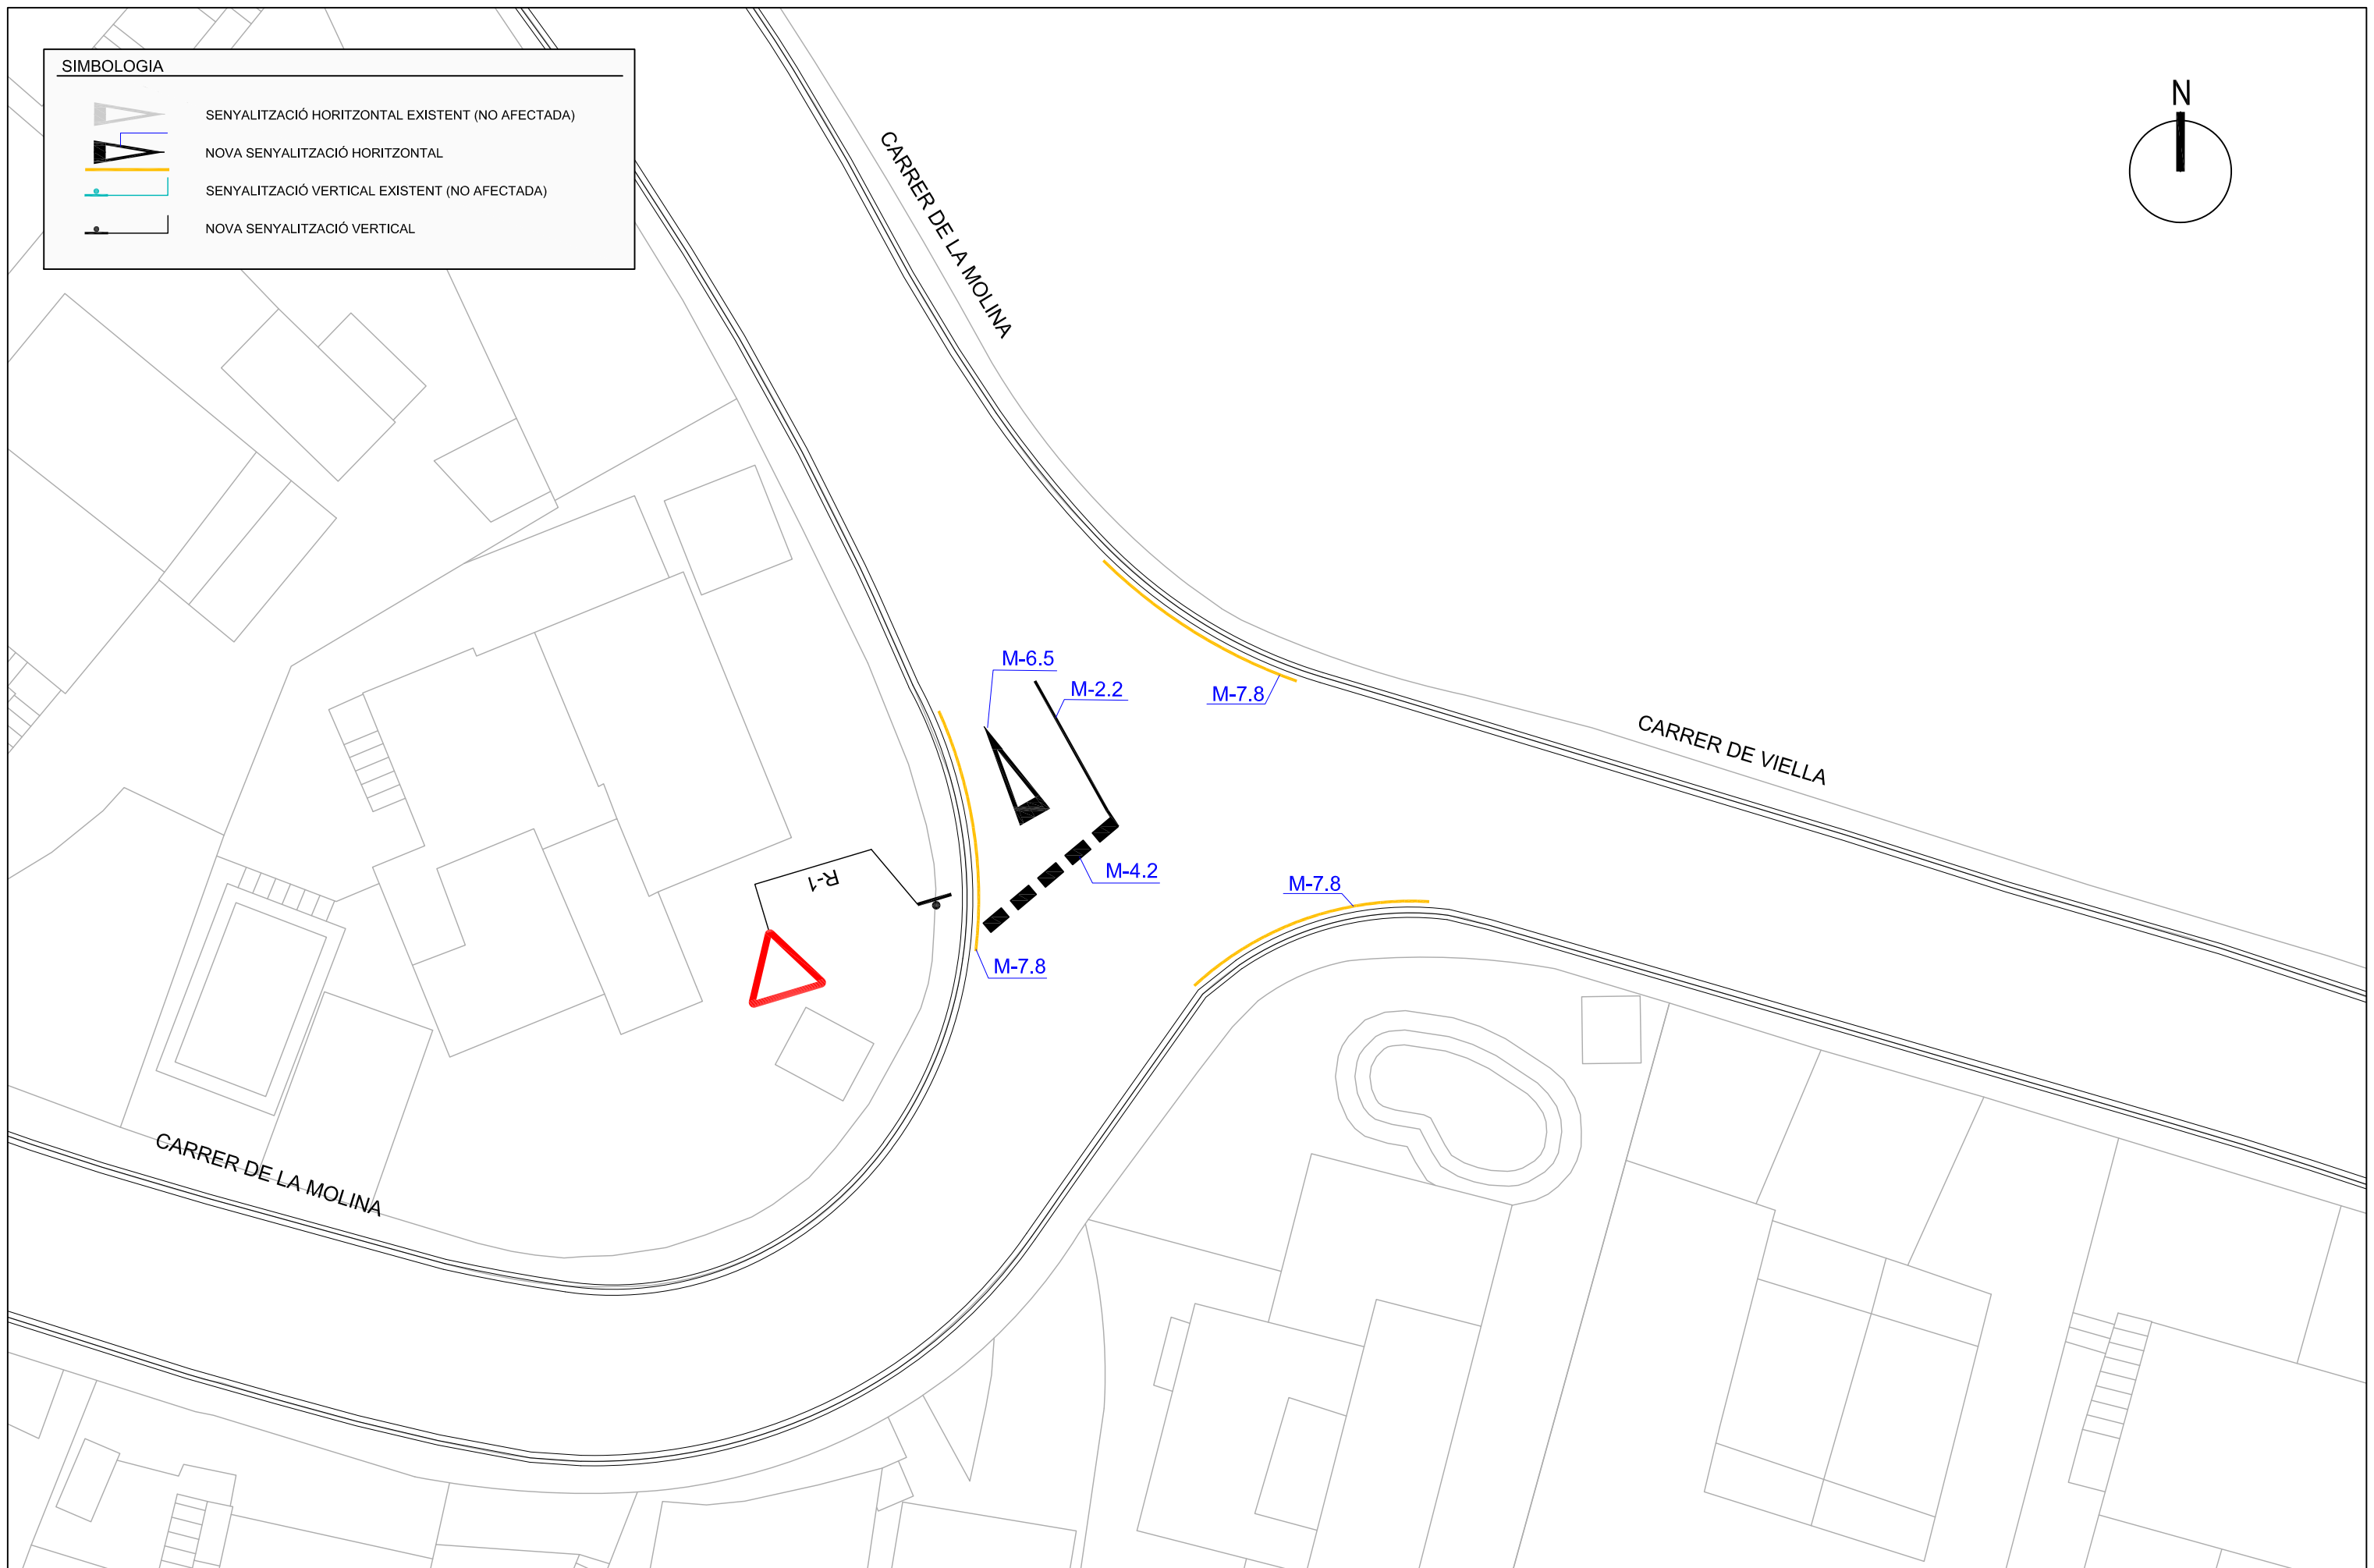 SIMBOLOGIA
SENYALITZACIÓ HORITZONTAL EXISTENT (NO AFECTADA)
NOVA SENYALITZACIÓ HORITZONTAL
SENYALITZACIÓ VERTICAL EXISTENT (NO AFECTADA)
NOVA SENYALITZACIÓ VERTICAL
N
CARRER DE LA MOLINA
M-6.5
M-2.2
M-7.8
CARRER DE VIELLA
M-4.2
R-1
M-7.8
M-7.8
CARRER DE LA MOLINA